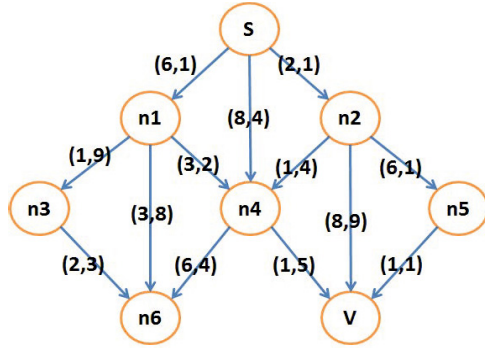 S
(6,1)
(2,1)
n1
(8,4)
n2
(1,9)
(3,2)
(1,4)
(6,1)
n3
(3,8)
n4
(8,9)
n5
(2,3)
(6,4)
(1,5)
(1,1)
n6
V